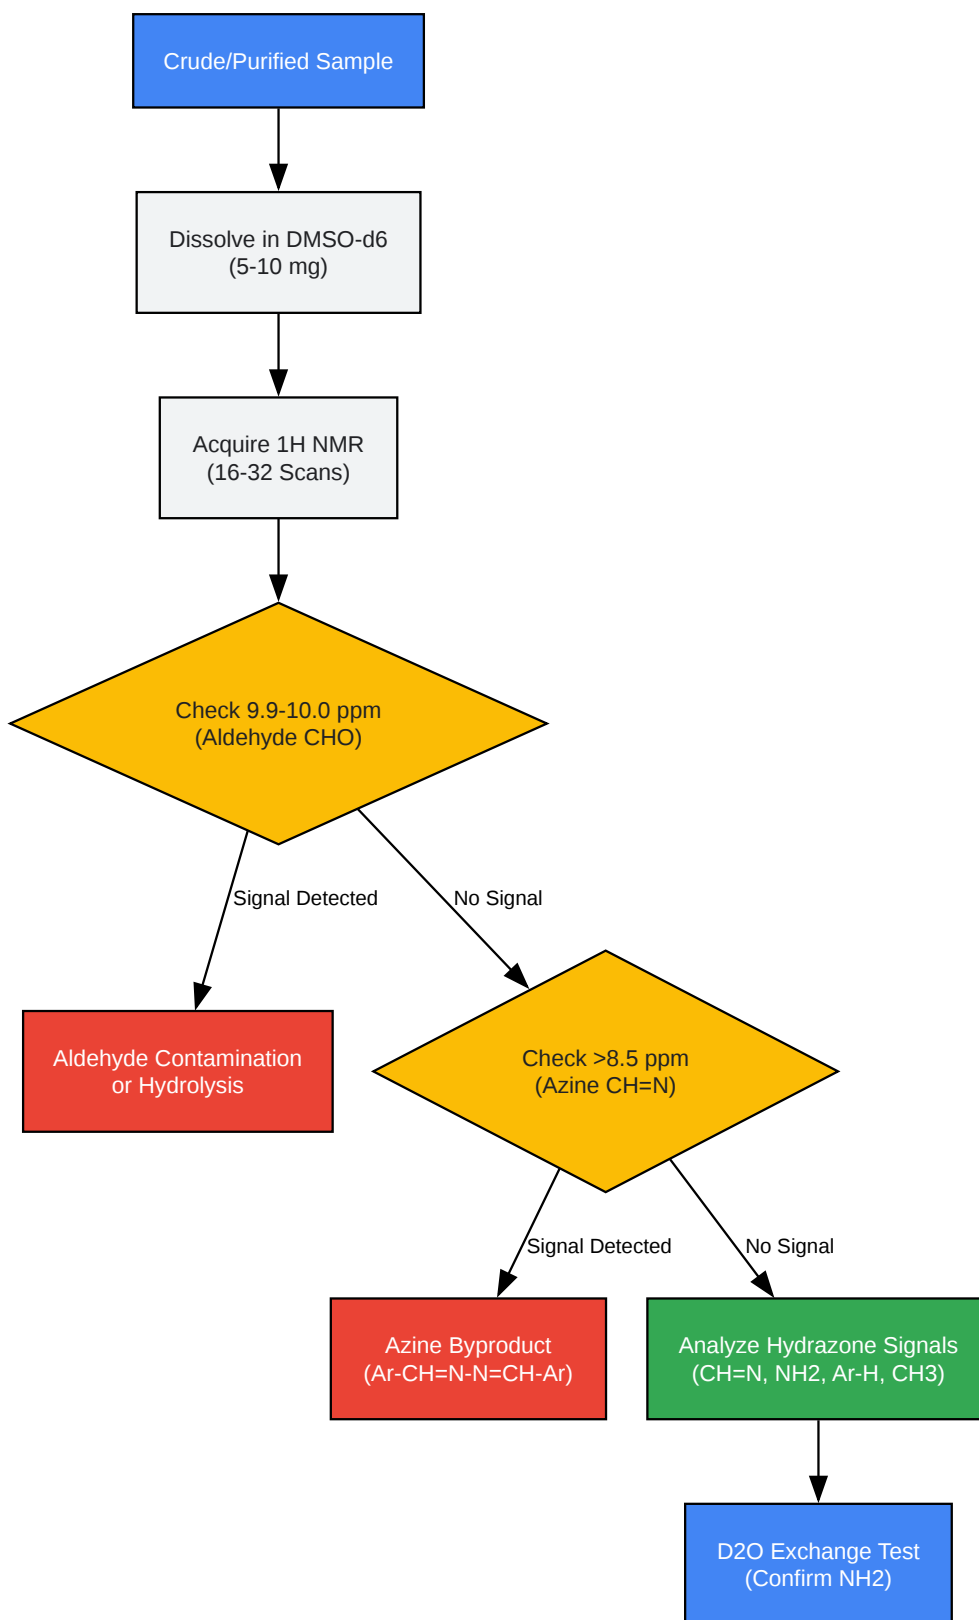 Crude/Purified Sample
Dissolve in DMSO-d6
(5-10 mg)
Acquire 1H NMR
(16-32 Scans)
Check 9.9-10.0 ppm
(Aldehyde CHO)
Signal Detected
No Signal
Aldehyde Contamination
or Hydrolysis
Check >8.5 ppm
(Azine CH=N)
Signal Detected
No Signal
Azine Byproduct
(Ar-CH=N-N=CH-Ar)
Analyze Hydrazone Signals
(CH=N, NH2, Ar-H, CH3)
D2O Exchange Test
(Confirm NH2)